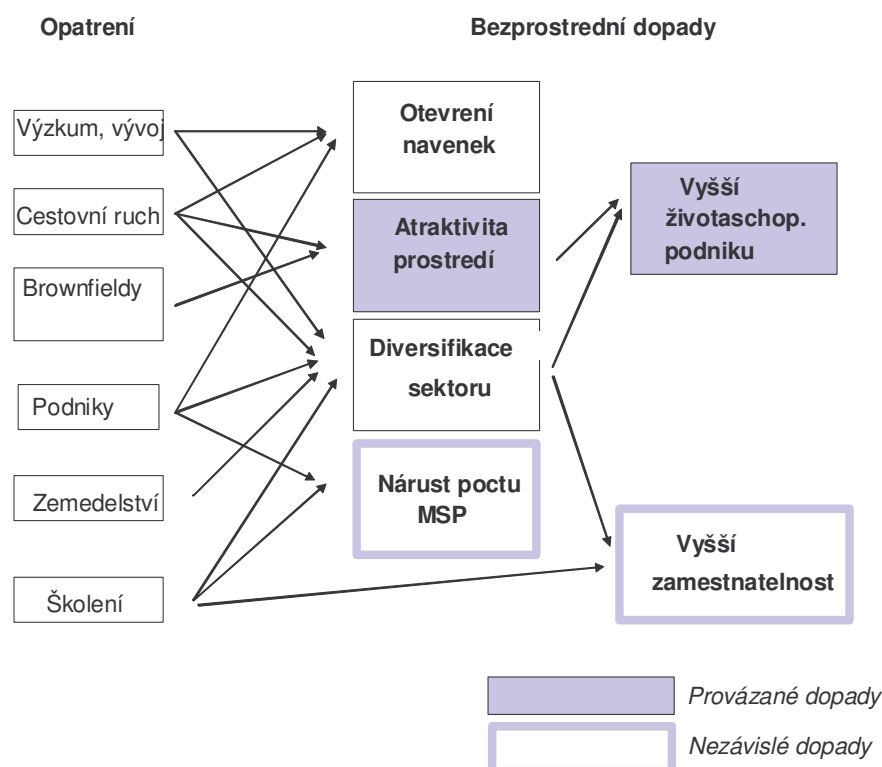 Opatrení
Bezprostrední dopady
Výzkum, vývoj
Cestovní ruch
Brownfieldy
Podniky
Zemedelství
Školení
Otevrení
navenek
Atraktivita
prostredí
Diversifikace
sektoru
Nárust poctu
MSP
Vyšší
životaschop.
podniku
Vyšší
zamestnatelnost
Provázané dopady
Nezávislé dopady